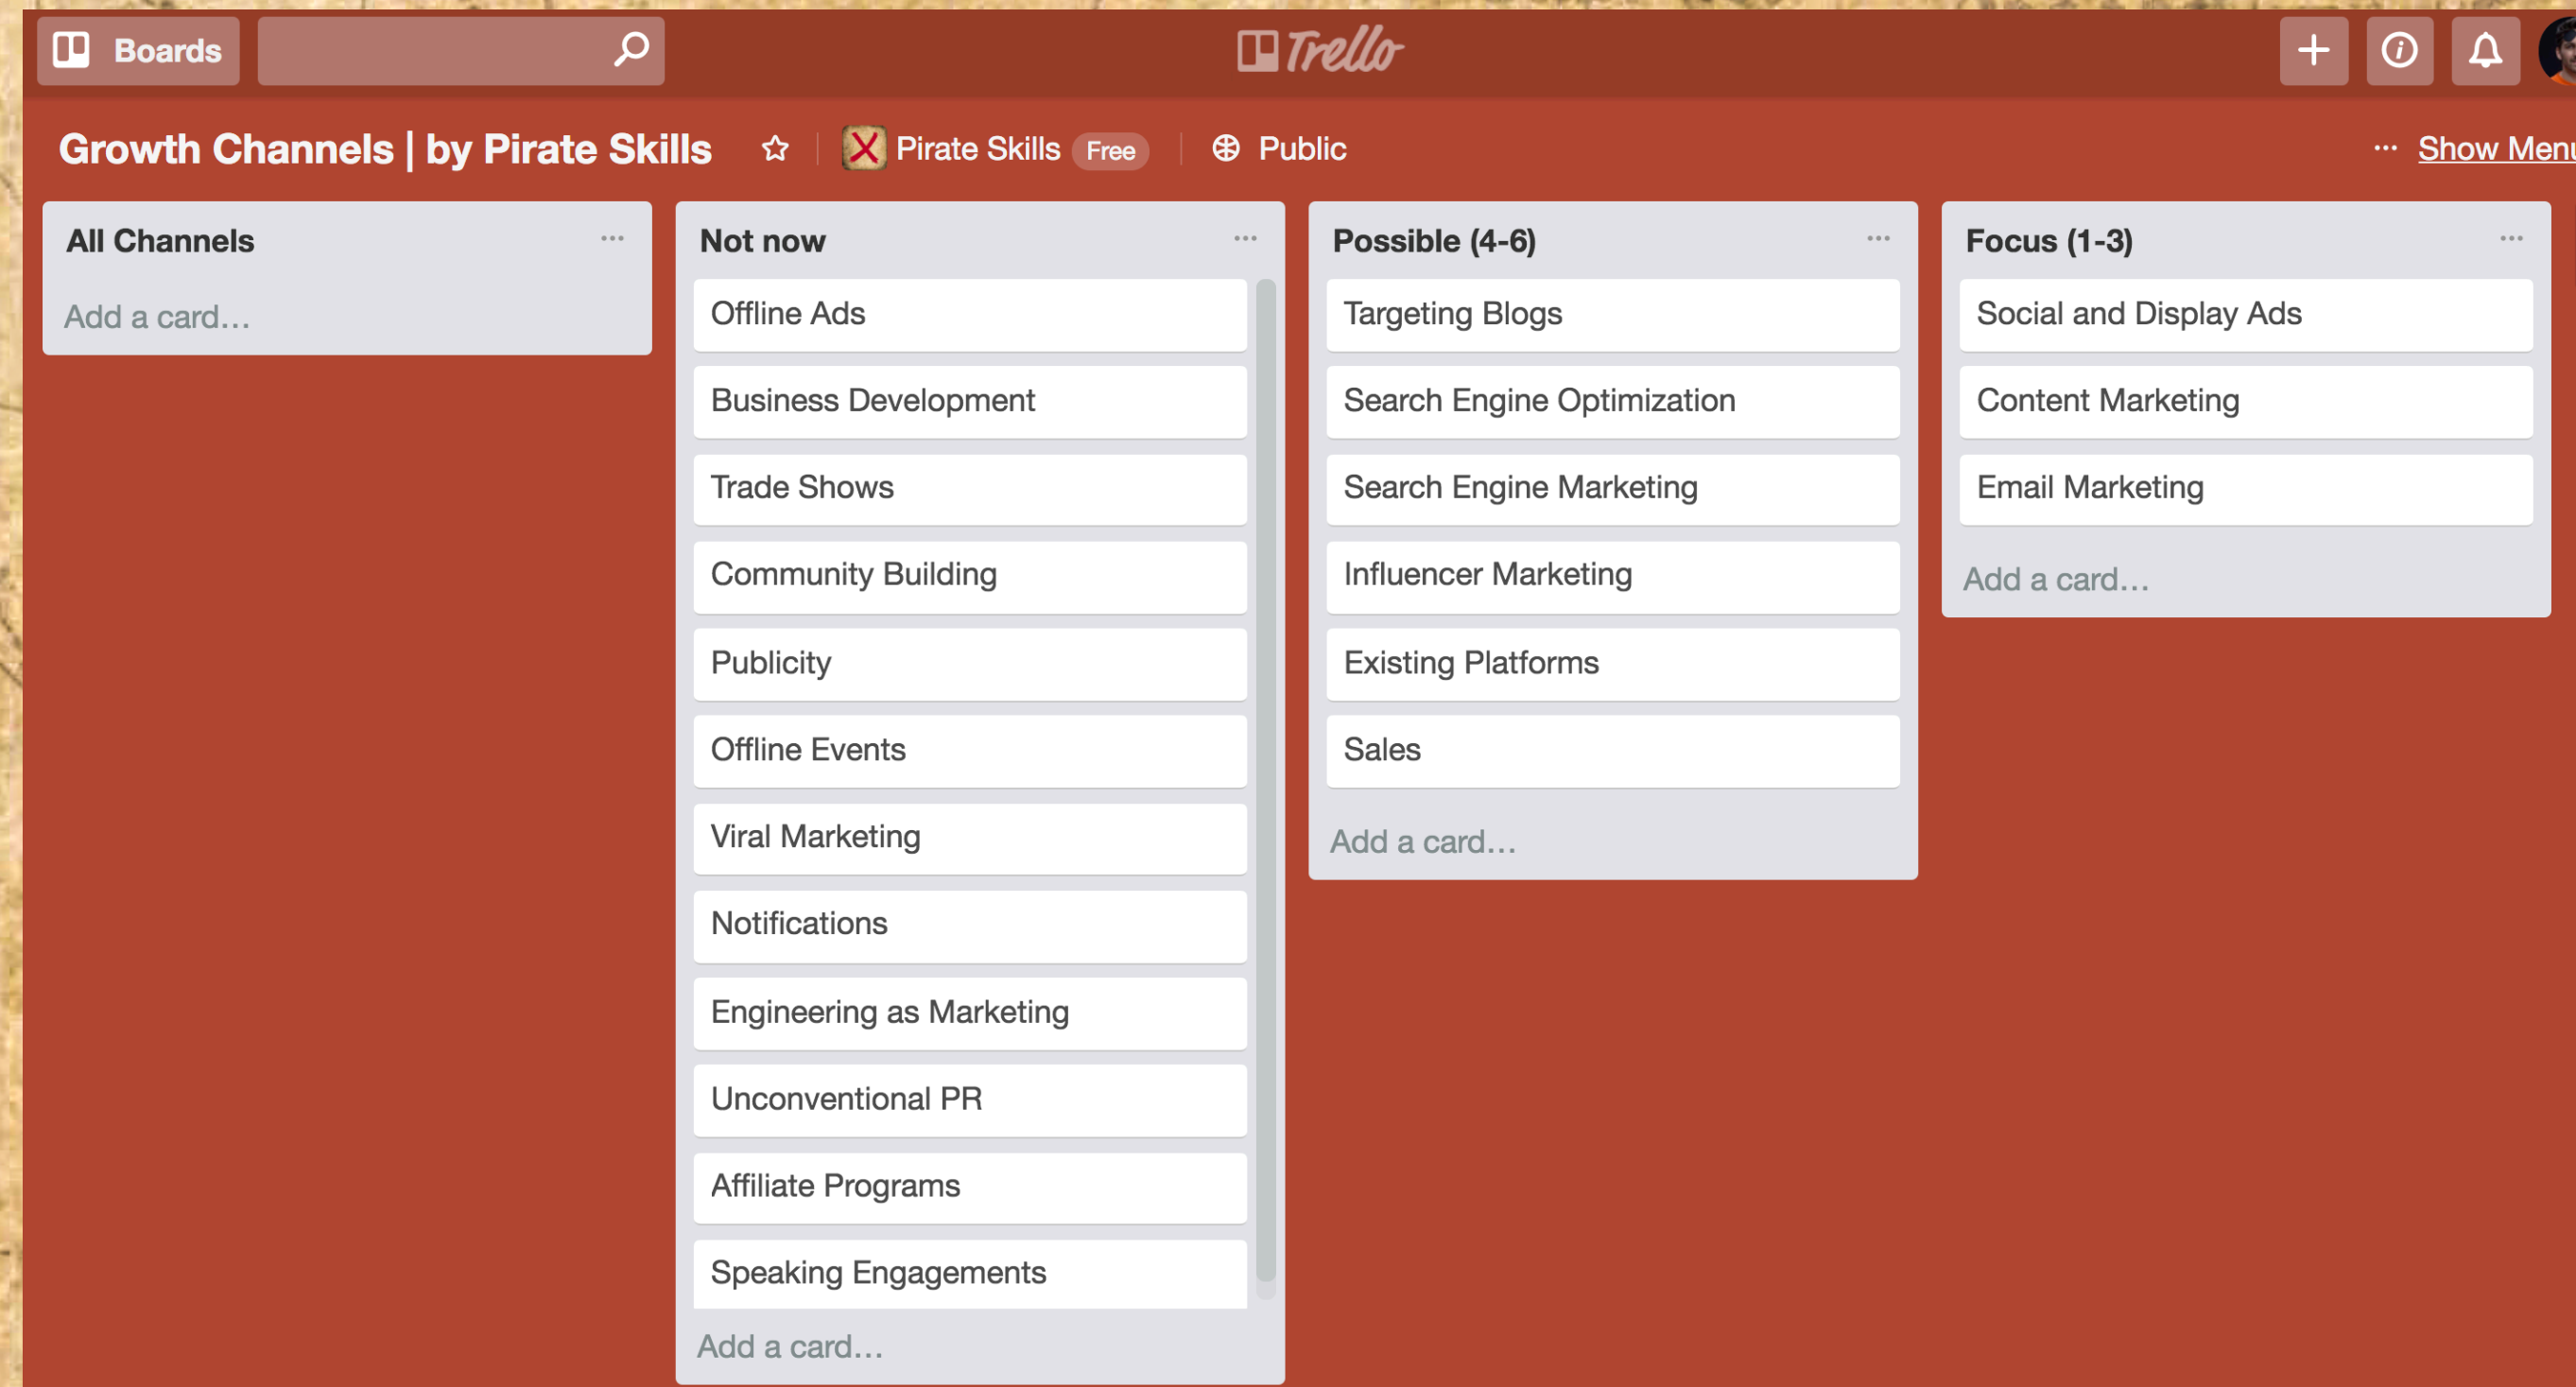 Boards
Trello
Growth Channels | by Pirate Skills
Pirate Skills Free
Public
... Show Menu
All Channels
Add a card...
Not now
Offline Ads
Business Development
Trade Shows
Community Building
Publicity
Offline Events
Viral Marketing
Notifications
Engineering as Marketing
Unconventional PR
Affiliate Programs
Speaking Engagements
Add a card...
Possible (4-6)
Targeting Blogs
Search Engine Optimization
Search Engine Marketing
Influencer Marketing
Existing Platforms
Sales
Add a card...
Focus (1-3)
Social and Display Ads
Content Marketing
Email Marketing
Add a card...